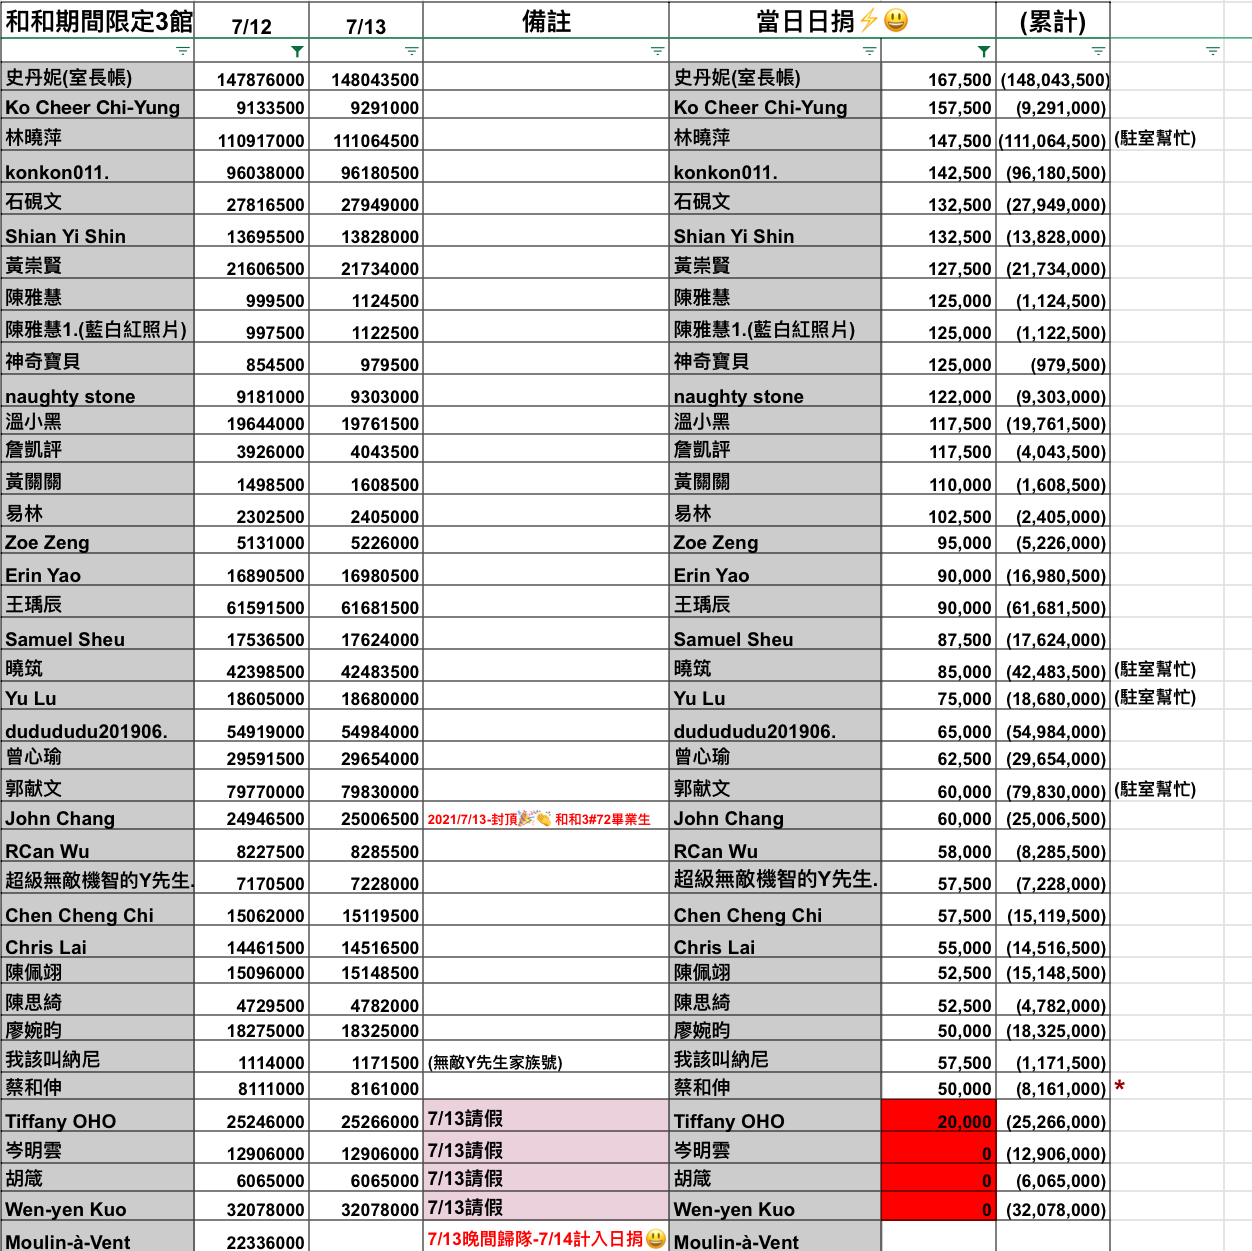 和和期間限定3館 7/12 7/13 備註 當日日捐⚡😃 (累計)
史丹妮(室長帳) 147876000 148043500 史丹妮(室長帳) 167,500 (148,043,500)
Ko Cheer Chi-Yung 9133500 9291000 Ko Cheer Chi-Yung 157,500 (9,291,000)
林曉萍 110917000 111064500 林曉萍 147,500 (111,064,500) (駐室幫忙)
konkon011. 96038000 96180500 konkon011. 142,500 (96,180,500)
石硯文 27816500 27949000 石硯文 132,500 (27,949,000)
Shian Yi Shin 13695500 13828000 Shian Yi Shin 132,500 (13,828,000)
黃崇賢 21606500 21734000 黃崇賢 127,500 (21,734,000)
陳雅慧 999500 1124500 陳雅慧 125,000 (1,124,500)
陳雅慧1.(藍白紅照片) 997500 1122500 陳雅慧1.(藍白紅照片) 125,000 (1,122,500)
神奇寶貝 854500 979500 神奇寶貝 125,000 (979,500)
naughty stone 9181000 9303000 naughty stone 122,000 (9,303,000)
溫小黑 19644000 19761500 溫小黑 117,500 (19,761,500)
詹凱評 3926000 4043500 詹凱評 117,500 (4,043,500)
黃關關 1498500 1608500 黃關關 110,000 (1,608,500)
易林 2302500 2405000 易林 102,500 (2,405,000)
Zoe Zeng 5131000 5226000 Zoe Zeng 95,000 (5,226,000)
Erin Yao 16890500 16980500 Erin Yao 90,000 (16,980,500)
王瑀辰 61591500 61681500 王瑀辰 90,000 (61,681,500)
Samuel Sheu 17536500 17624000 Samuel Sheu 87,500 (17,624,000)
曉筑 42398500 42483500 曉筑 85,000 (42,483,500) (駐室幫忙)
Yu Lu 18605000 18680000 Yu Lu 75,000 (18,680,000) (駐室幫忙)
dudududu201906. 54919000 54984000 dudududu201906. 65,000 (54,984,000)
曾心瑜 29591500 29654000 曾心瑜 62,500 (29,654,000)
郭献文 79770000 79830000 郭献文 60,000 (79,830,000) (駐室幫忙)
John Chang 24946500 25006500 2021/7/13-封頂🎉👏 和和3#72畢業生 John Chang 60,000 (25,006,500)
RCan Wu 8227500 8285500 RCan Wu 58,000 (8,285,500)
超級無敵機智的Y先生. 7170500 7228000 超級無敵機智的Y先生. 57,500 (7,228,000)
Chen Cheng Chi 15062000 15119500 Chen Cheng Chi 57,500 (15,119,500)
Chris Lai 14461500 14516500 Chris Lai 55,000 (14,516,500)
陳佩翊 15096000 15148500 陳佩翊 52,500 (15,148,500)
陳思綺 4729500 4782000 陳思綺 52,500 (4,782,000)
廖婉昀 18275000 18325000 廖婉昀 50,000 (18,325,000)
我該叫納尼 1114000 1171500 (無敵Y先生家族號) 我該叫納尼 57,500 (1,171,500)
蔡和伸 8111000 8161000 蔡和伸 50,000 (8,161,000) *
Tiffany OHO 25246000 25266000 7/13請假 Tiffany OHO 20,000 (25,266,000)
岑明雲 12906000 12906000 7/13請假 岑明雲 0 (12,906,000)
胡箴 6065000 6065000 7/13請假 胡箴 0 (6,065,000)
Wen-yen Kuo 32078000 32078000 7/13請假 Wen-yen Kuo 0 (32,078,000)
Moulin-à-Vent 22336000 7/13晚間歸隊-7/14計入日捐😃 Moulin-à-Vent